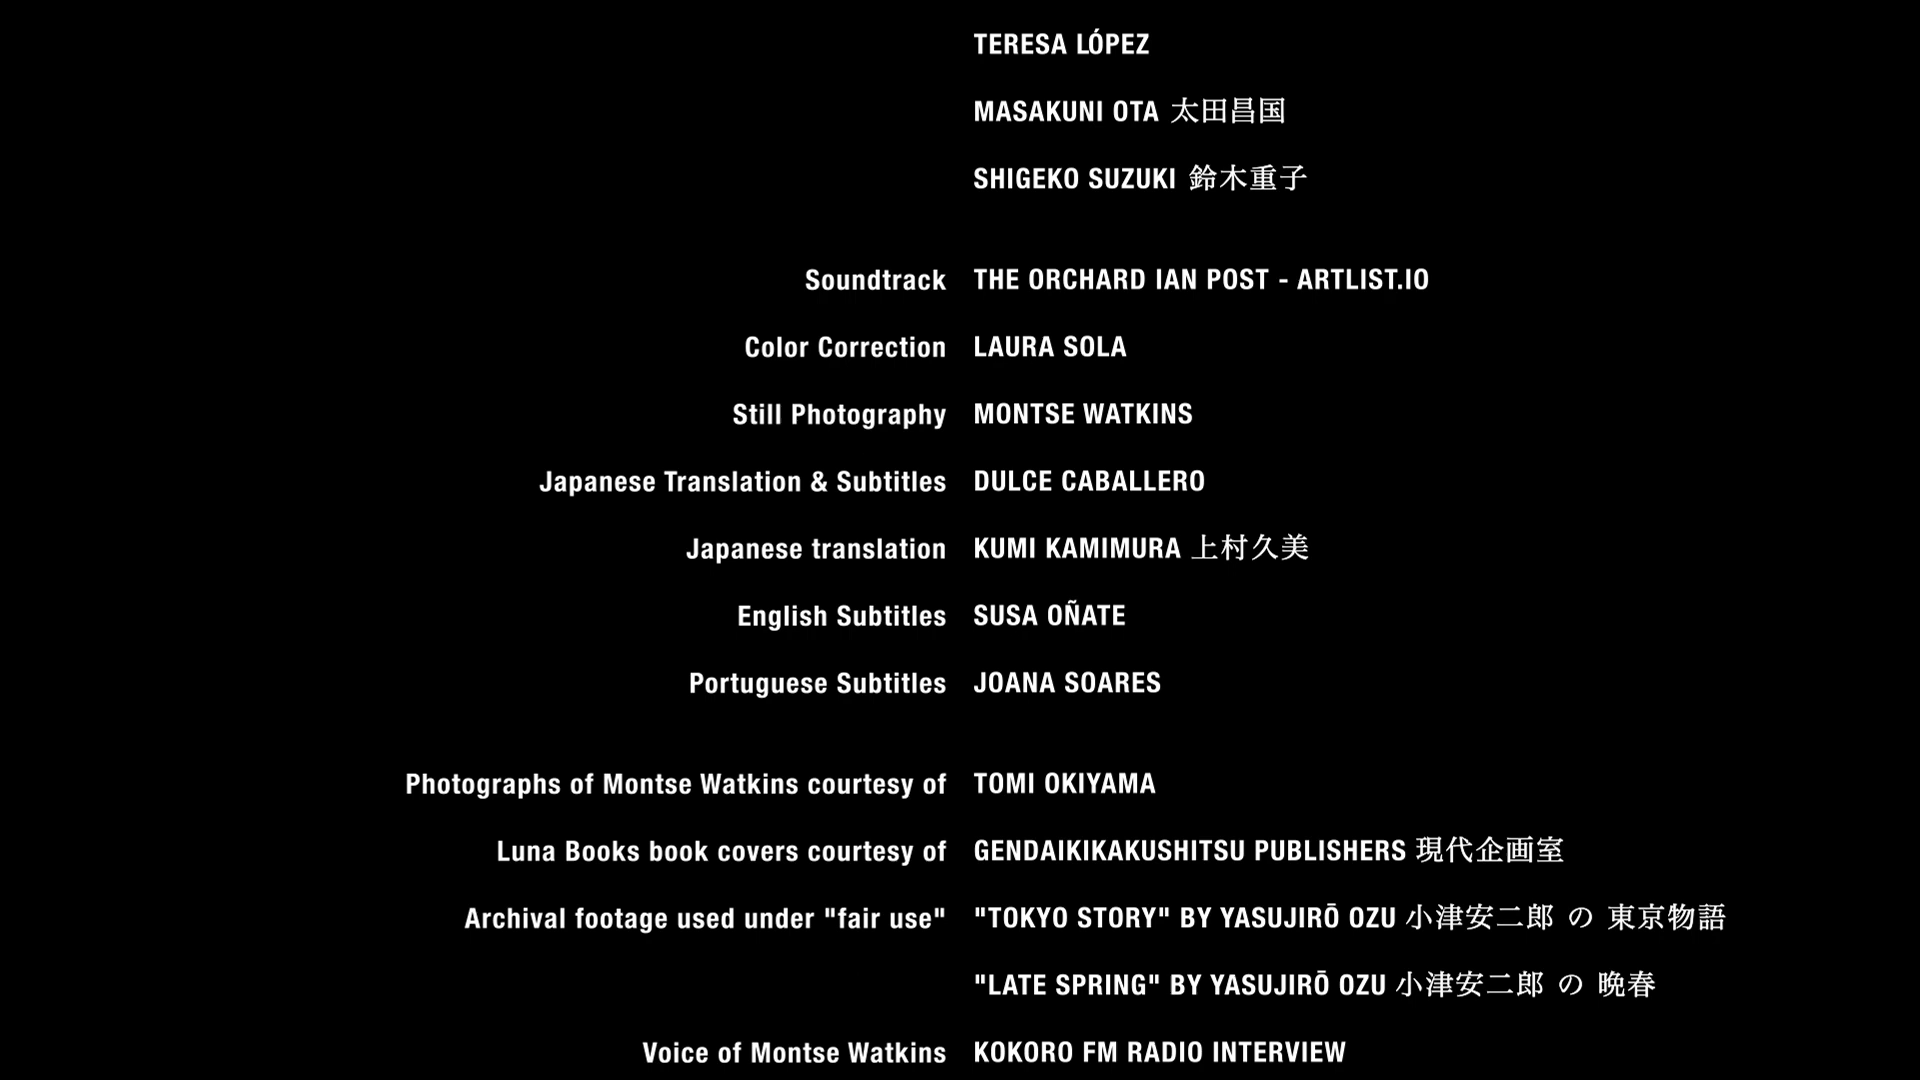 TERESA LÓPEZ
MASAKUNI OTA 太田昌国
SHIGEKO SUZUKI 鈴木重子
Soundtrack THE ORCHARD IAN POST - ARTLIST.IO
Color Correction LAURA SOLA
Still Photography MONTSE WATKINS
Japanese Translation & Subtitles DULCE CABALLERO
Japanese translation KUMI KAMIMURA 上村久美
English Subtitles SUSA OÑATE
Portuguese Subtitles JOANA SOARES
Photographs of Montse Watkins courtesy of TOMI OKIYAMA
Luna Books book covers courtesy of GENDAIKIKAKUSHITSU PUBLISHERS 現代企画室
Archival footage used under "fair use" "TOKYO STORY" BY YASUJIRŌ OZU 小津安二郎 の 東京物語
"LATE SPRING" BY YASUJIRŌ OZU 小津安二郎 の 晩春
Voice of Montse Watkins KOKORO FM RADIO INTERVIEW